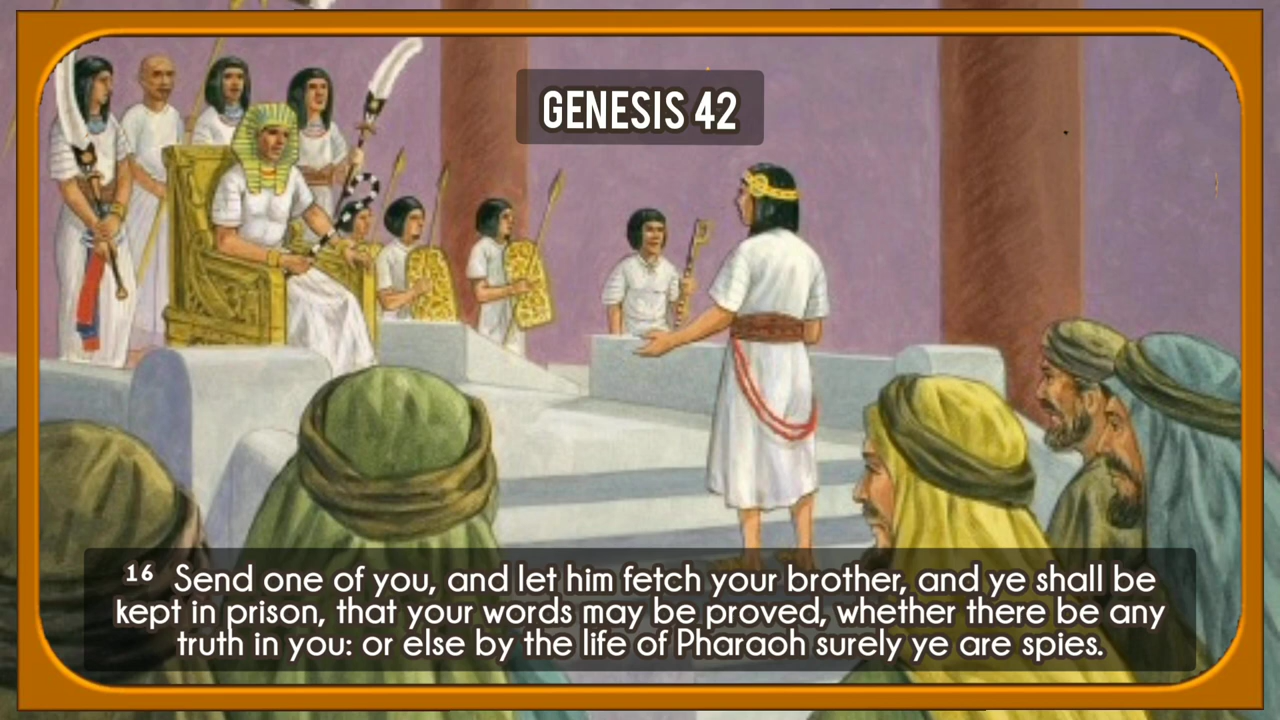 GENESIS 42
16 Send one of you, and let him fetch your brother, and ye shall be
kept in prison, that your words may be proved, whether there be any
truth in you: or else by the life of Pharaoh surely ye are spies.